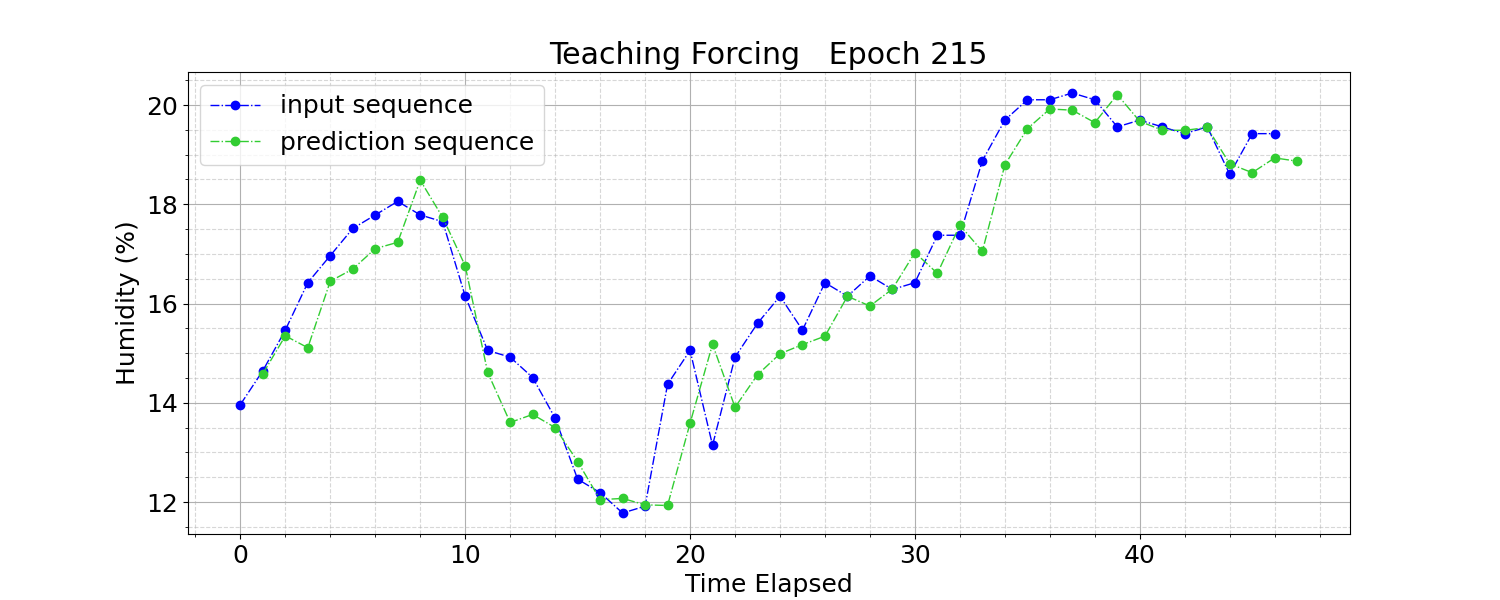 Teaching Forcing   Epoch 215
input sequence
prediction sequence
Humidity (%)
20
18
16
14
12
0 10 20 30 40
Time Elapsed